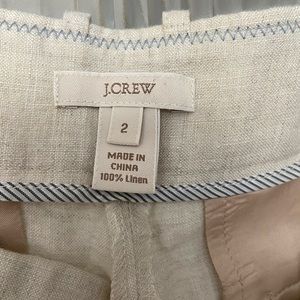 J.CREW
2
MADE IN
CHINA
100% Linen